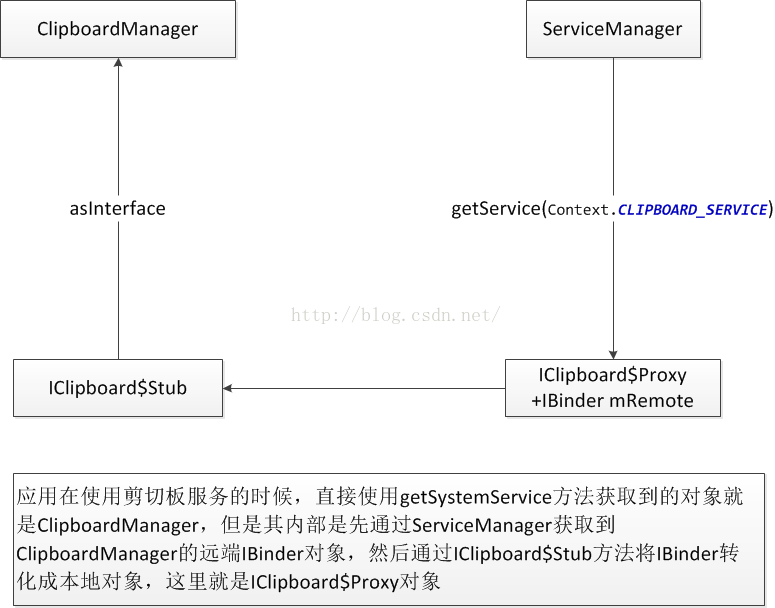 ClipboardManager
ServiceManager
asInterface
getService(Context.CLIPBOARD_SERVICE)
http://blog.csdn.net/
IClipboard$Stub
IClipboard$Proxy
+IBinder mRemote
应用在使用剪切板服务的时候，直接使用getSystemService方法获取到的对象就
是ClipboardManager，但是其内部是先通过ServiceManager获取到
ClipboardManager的远端IBinder对象，然后通过IClipboard$Stub方法将IBinder转
化成本地对象，这里就是IClipboard$Proxy对象